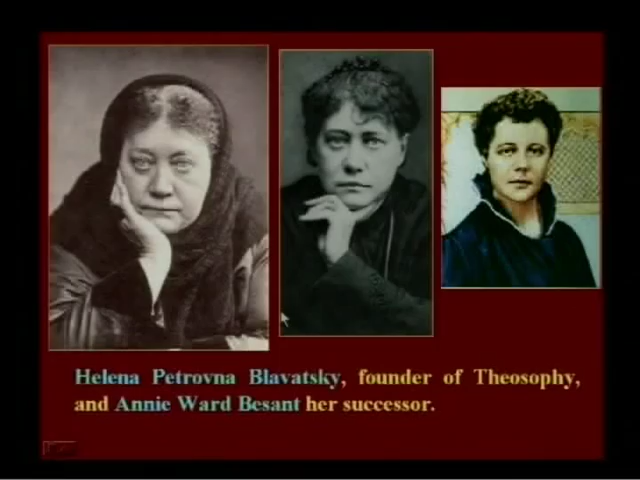 Helena Petrovna Blavatsky, founder of Theosophy,
and Annie Ward Besant her successor.